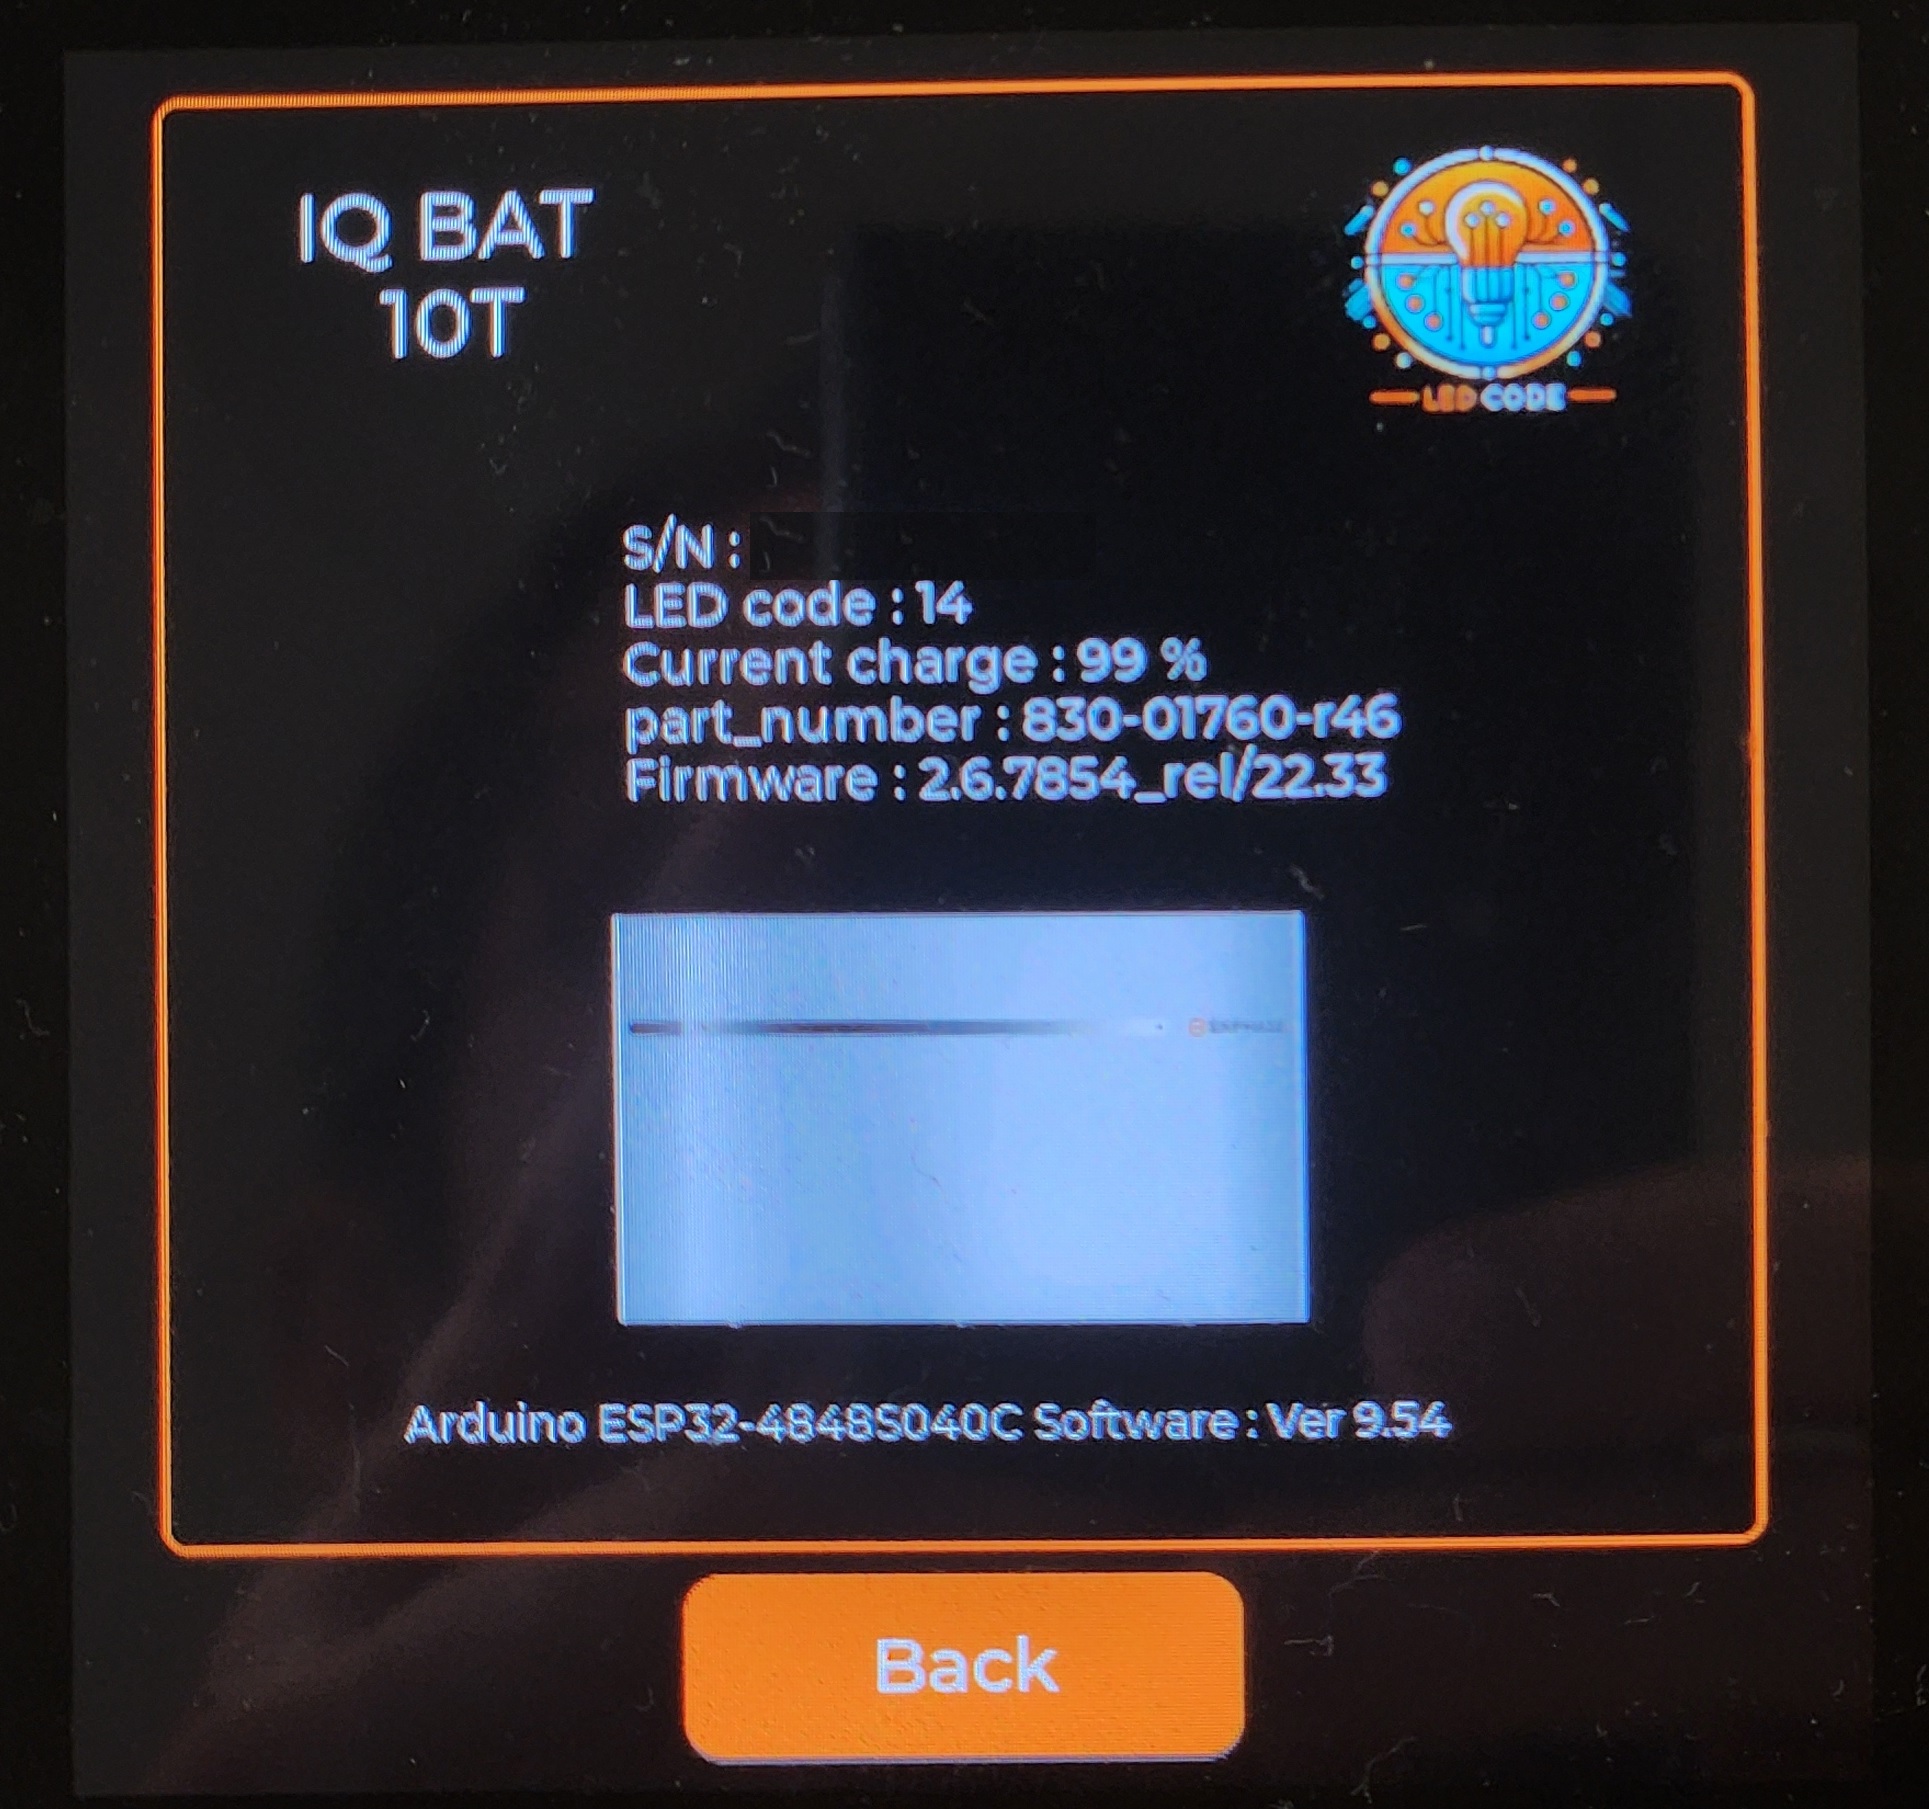 IQ BAT
10T
LED CODE
S/N :
LED code : 14
Current charge : 99 %
part_number : 830-01760-r46
Firmware : 2.6.7854_rel/22.33
ENPHASE
Arduino ESP32-4848S040C Software : Ver 9.54
Back